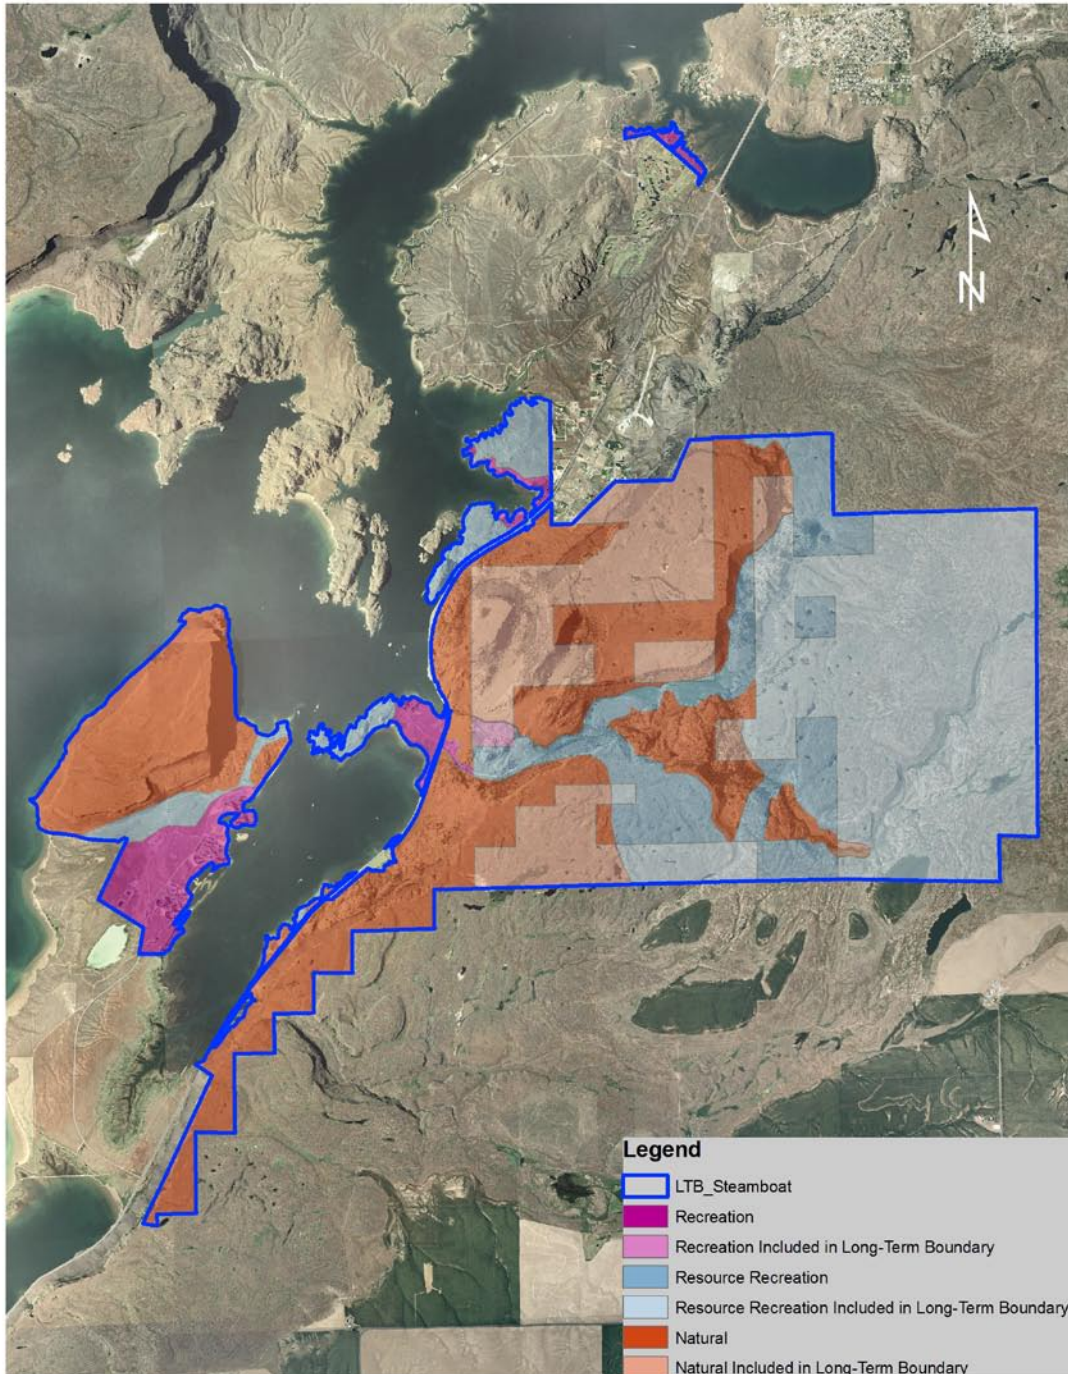 N
Legend
LTB_Steamboat
Recreation
Recreation Included in Long-Term Boundary
Resource Recreation
Resource Recreation Included in Long-Term Boundary
Natural
Natural Included in Long-Term Boundary